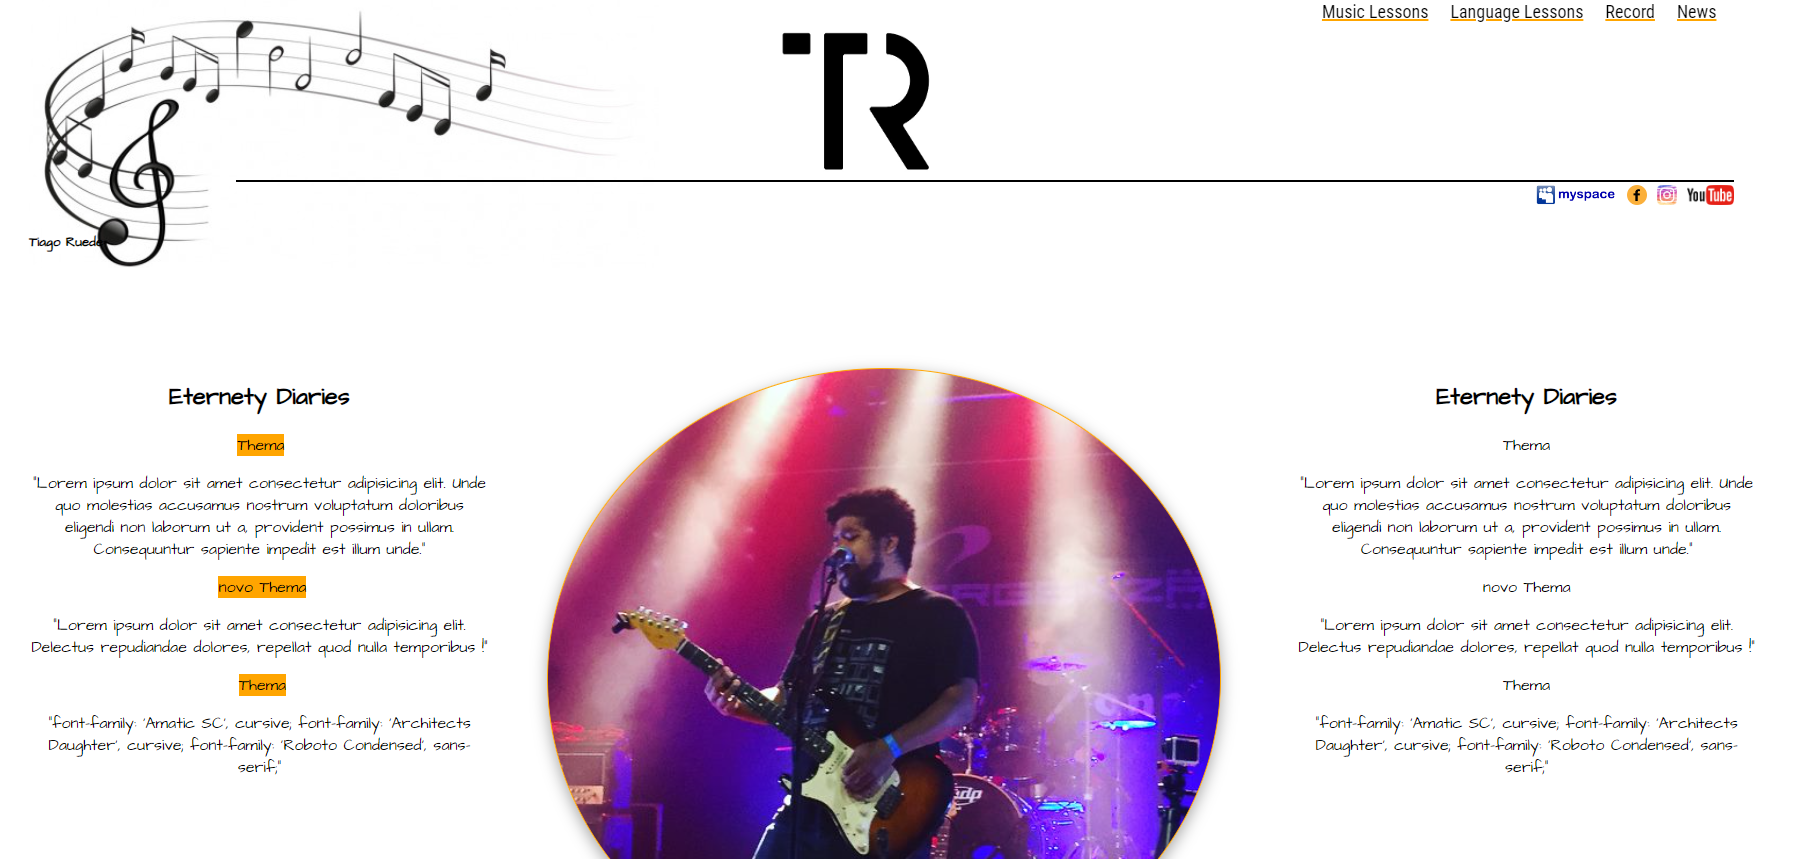 Music Lessons Language Lessons Record News
TR
myspace f You Tube
Tiago Rueder
Eternety Diaries
Thema
"Lorem ipsum dolor sit amet consectetur adipisicing elit. Unde
quo molestias accusamus nostrum voluptatum doloribus
eligendi non laborum ut a, provident possimus in ullam.
Consequuntur sapiente impedit est illum unde."
novo Thema
"Lorem ipsum dolor sit amet consectetur adipisicing elit.
Delectus repudiandae dolores, repellat quod nulla temporibus !"
Thema
"font-family: 'Amatic SC', cursive; font-family: 'Architects
Daughter', cursive; font-family: 'Roboto Condensed', sans-
serif;"
pdp
Eternety Diaries
Thema
"Lorem ipsum dolor sit amet consectetur adipisicing elit. Unde
quo molestias accusamus nostrum voluptatum doloribus
eligendi non laborum ut a, provident possimus in ullam.
Consequuntur sapiente impedit est illum unde."
novo Thema
"Lorem ipsum dolor sit amet consectetur adipisicing elit.
Delectus repudiandae dolores, repellat quod nulla temporibus !"
Thema
"font-family: 'Amatic SC', cursive; font-family: 'Architects
Daughter', cursive; font-family: 'Roboto Condensed', sans-
serif;"